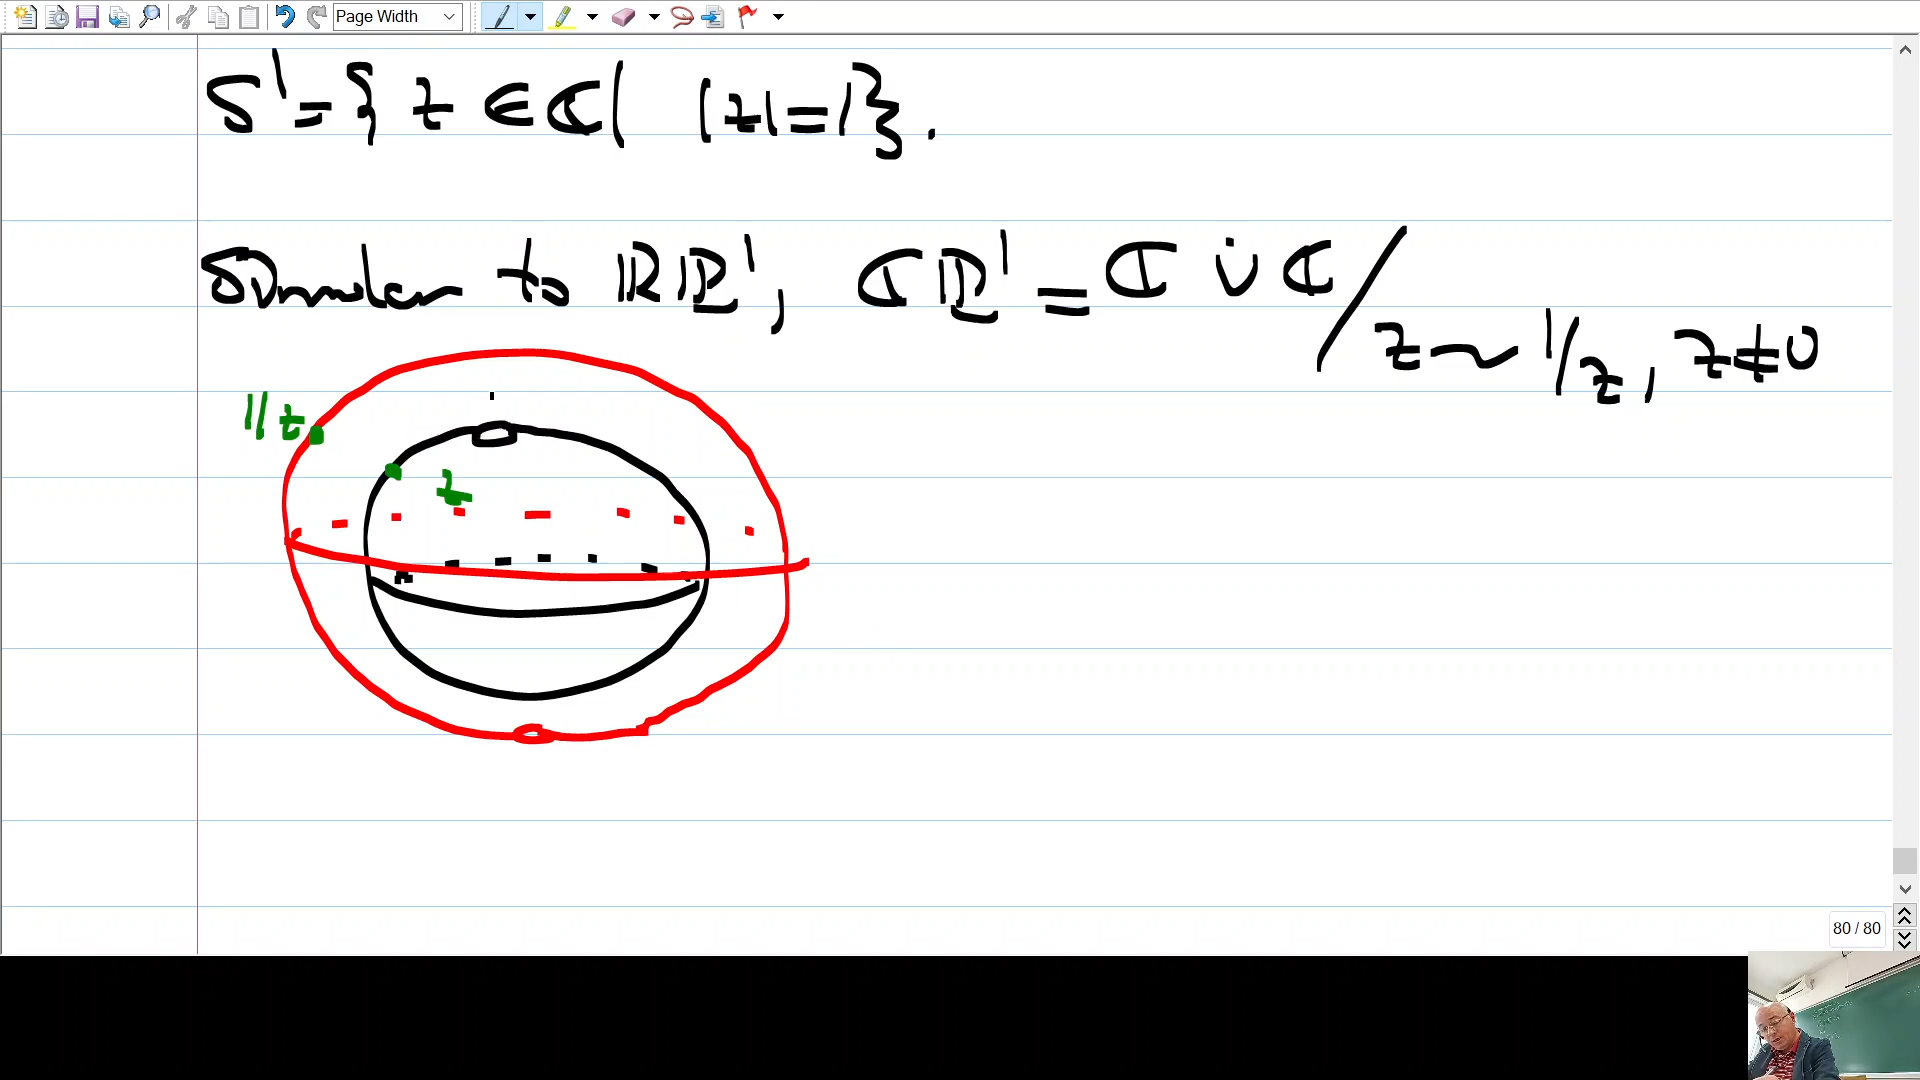 Page Width
S¹ = { z ∈ ℂ | |z| = 1 }.
Similar to ℝℙ¹, ℂℙ¹ = ℂ ∪̇ ℂ / z ~ 1/z, z ≠ 0
1/z
z
80 / 80